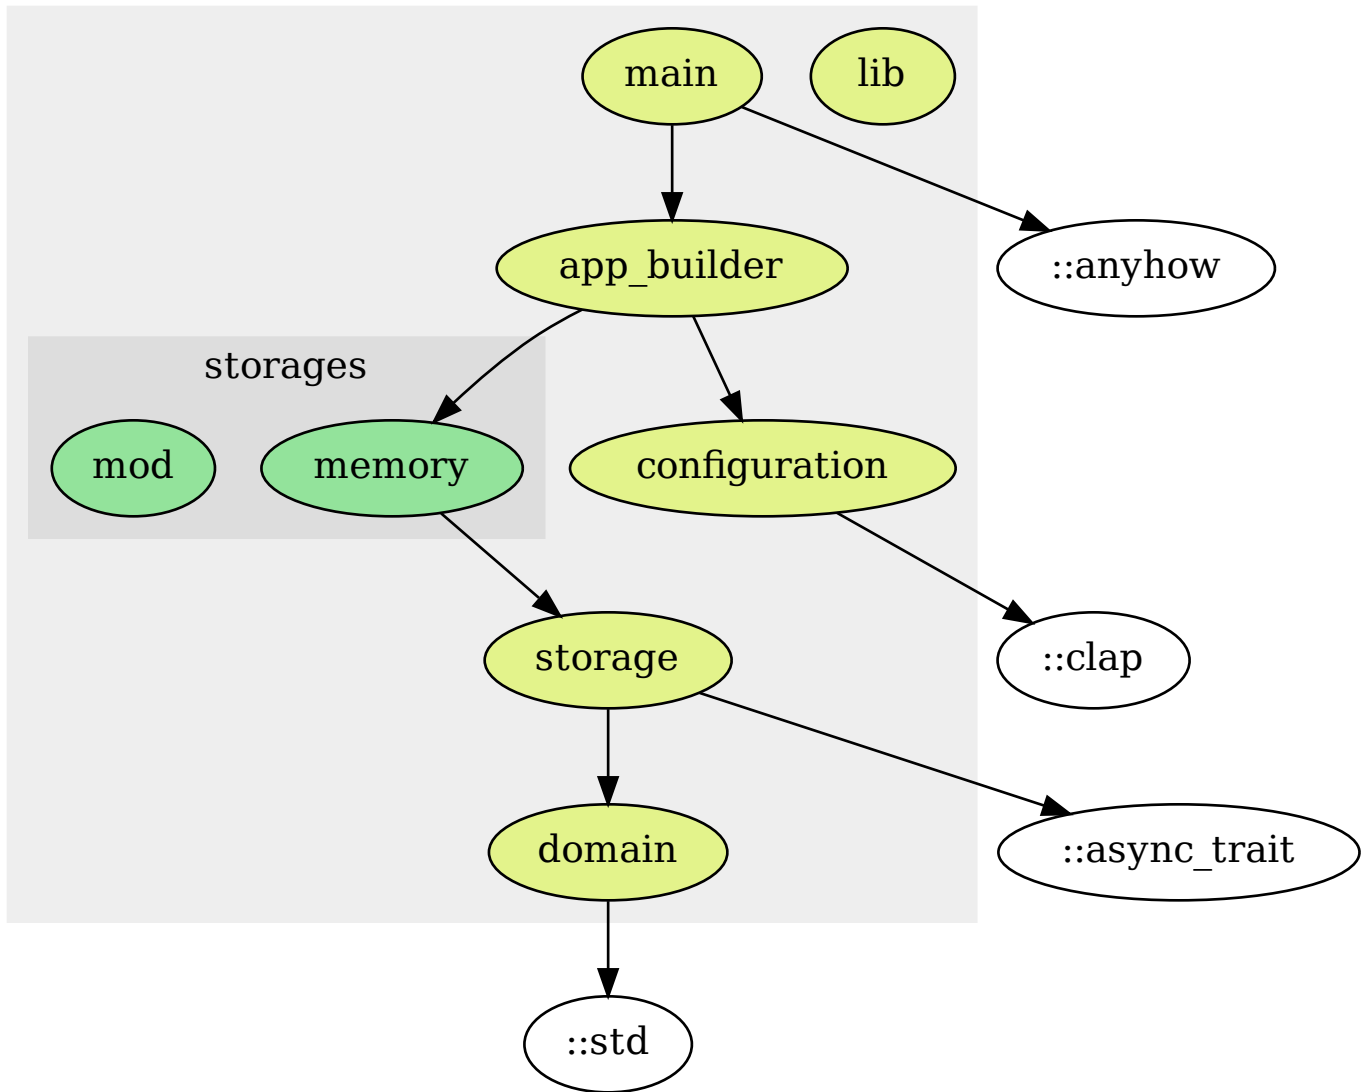 main
lib
app_builder
::anyhow
storages
mod
memory
configuration
storage
::clap
domain
::async_trait
::std